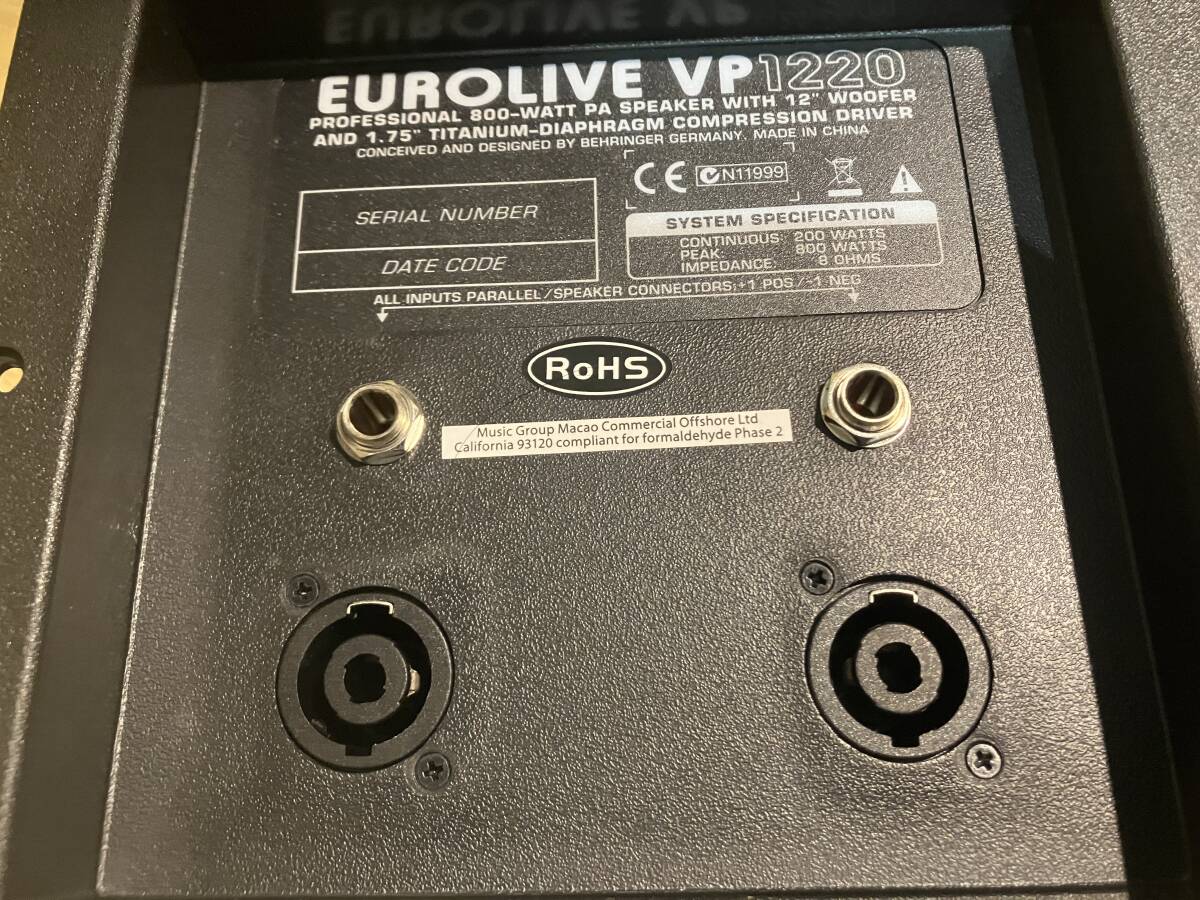 EUROLIVE VP1220
PROFESSIONAL 800-WATT PA SPEAKER WITH 12" WOOFER
AND 1.75" TITANIUM-DIAPHRAGM COMPRESSION DRIVER
CONCEIVED AND DESIGNED BY BEHRINGER GERMANY. MADE IN CHINA
CE N11999
SERIAL NUMBER
DATE CODE
SYSTEM SPECIFICATION
CONTINUOUS: 200 WATTS
PEAK: 800 WATTS
IMPEDANCE: 8 OHMS
ALL INPUTS PARALLEL/SPEAKER CONNECTORS:+1 POS/-1 NEG
RoHS
Music Group Macao Commercial Offshore Ltd
California 93120 compliant for formaldehyde Phase 2